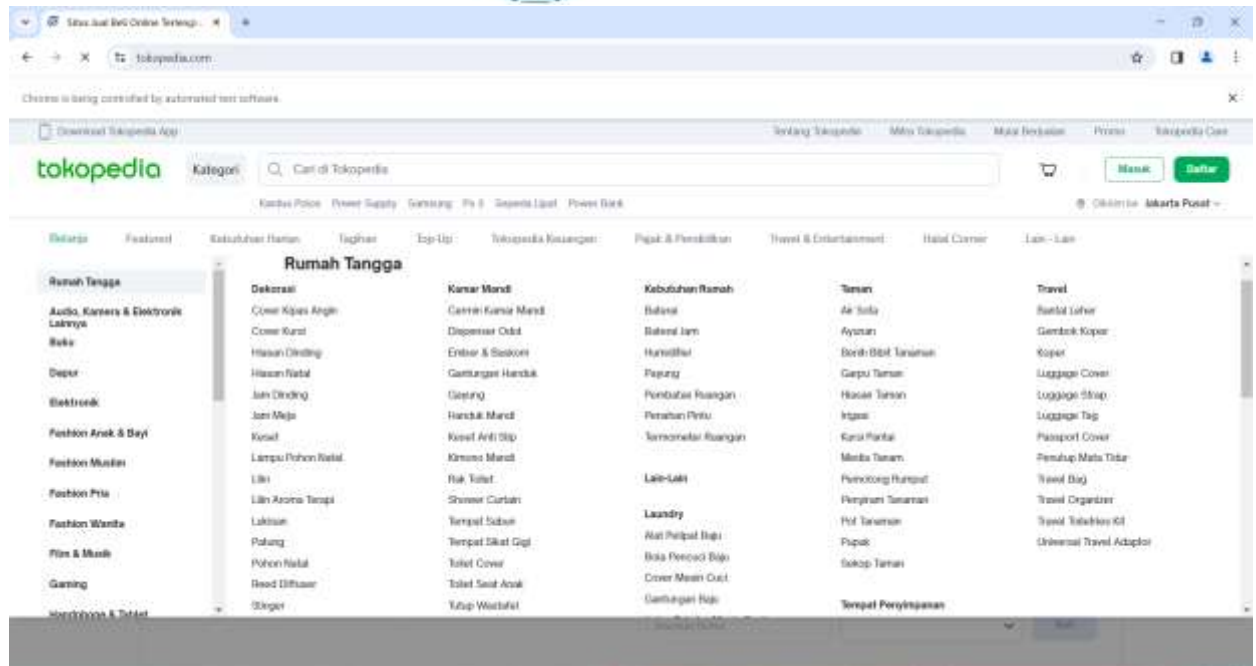 Situs Jual Beli Online Terlengk..
tokopedia.com
Chrome is being controlled by automated test software.
Download Tokopedia App Tentang Tokopedia Mitra Tokopedia Mulai Berjualan Promo Tokopedia Care
tokopedia Kategori Cari di Tokopedia Masuk Daftar
Kardus Polos Power Supply Samsung Ps 5 Sepeda Lipat Power Bank Dikirim ke Jakarta Pusat
Belanja Featured Kebutuhan Harian Tagihan Top-Up Tokopedia Keuangan Pajak & Pendidikan Travel & Entertainment Halal Corner Lain-Lain
Rumah Tangga
Audio, Kamera & Elektronik
Lainnya
Buku
Dapur
Elektronik
Fashion Anak & Bayi
Fashion Muslim
Fashion Pria
Fashion Wanita
Film & Musik
Gaming
Handphone & Tablet
Rumah Tangga
Dekorasi
Cover Kipas Angin
Cover Kursi
Hiasan Dinding
Hiasan Natal
Jam Dinding
Jam Meja
Keset
Lampu Pohon Natal
Lilin
Lilin Aroma Terapi
Lukisan
Patung
Pohon Natal
Reed Diffuser
Stiker
Kamar Mandi
Cermin Kamar Mandi
Dispenser Odol
Ember & Baskom
Gantungan Handuk
Gayung
Handuk Mandi
Keset Anti Slip
Kimono Mandi
Rak Toilet
Shower Curtain
Tempat Sabun
Tempat Sikat Gigi
Toilet Cover
Toilet Seat Anak
Tutup Wastafel
Kebutuhan Rumah
Baterai
Baterai Jam
Humidifier
Payung
Pembatas Ruangan
Penahan Pintu
Termometer Ruangan
Lain-Lain
Laundry
Alat Pelipat Baju
Bola Pencuci Baju
Cover Mesin Cuci
Gantungan Baju
Taman
Air Sofa
Ayunan
Benih Bibit Tanaman
Garpu Taman
Hiasan Taman
Irigasi
Kursi Pantai
Media Tanam
Pemotong Rumput
Penyiram Tanaman
Pot Tanaman
Pupuk
Sekop Taman
Tempat Penyimpanan
Travel
Bantal Leher
Gembok Koper
Koper
Luggage Cover
Luggage Strap
Luggage Tag
Passport Cover
Penutup Mata Tidur
Travel Bag
Travel Organizer
Travel Toiletries Kit
Universal Travel Adaptor